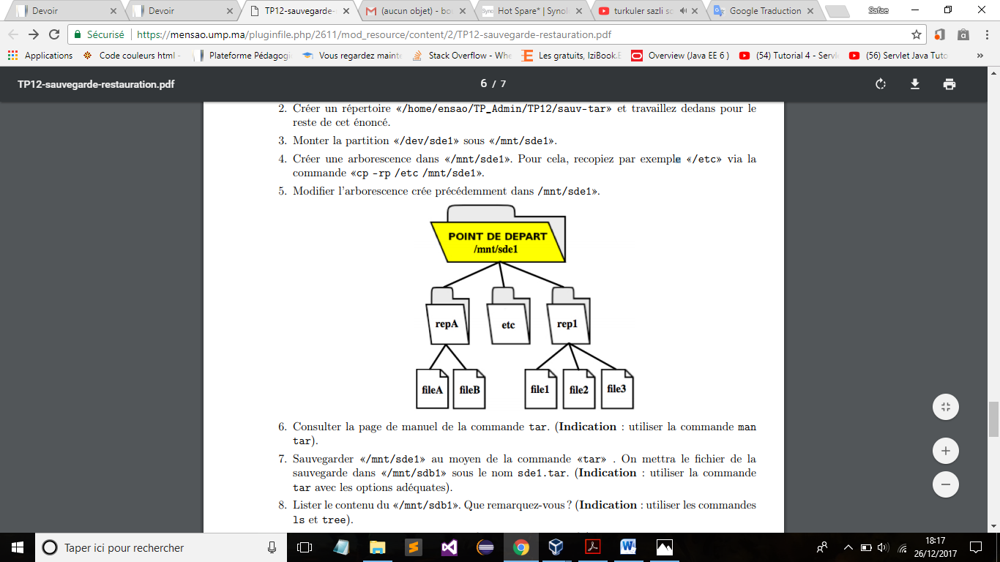 Devoir
Devoir
TP12-sauvegarde-
(aucun objet) - bo
Hot Spare* | Synol
turkuler sazli so
Google Traduction
Safae
Sécurisé
https://mensao.ump.ma/pluginfile.php/2611/mod_resource/content/2/TP12-sauvegarde-restauration.pdf
Applications
Code couleurs html -
Plateforme Pédagogi
Vous regardez mainte
Stack Overflow - Whe
Les gratuits, IziBook.E
Overview (Java EE 6 )
(54) Tutorial 4 - Servl
(56) Servlet Java Tuto
»
TP12-sauvegarde-restauration.pdf
6 / 7
2. Créer un répertoire «/home/ensao/TP_Admin/TP12/sauv-tar» et travaillez dedans pour le
reste de cet énoncé.
3. Monter la partition «/dev/sde1» sous «/mnt/sde1».
4. Créer une arborescence dans «/mnt/sde1». Pour cela, recopiez par exemple «/etc» via la
commande «cp -rp /etc /mnt/sde1».
5. Modifier l'arborescence crée précédemment dans /mnt/sde1».
POINT DE DEPART
/mnt/sde1
repA
etc
rep1
fileA
fileB
file1
file2
file3
6. Consulter la page de manuel de la commande tar. (Indication : utiliser la commande man
tar).
7. Sauvegarder «/mnt/sde1» au moyen de la commande «tar» . On mettra le fichier de la
sauvegarde dans «/mnt/sdb1» sous le nom sde1.tar. (Indication : utiliser la commande
tar avec les options adéquates).
8. Lister le contenu du «/mnt/sdb1». Que remarquez-vous ? (Indication : utiliser les commandes
ls et tree).
Taper ici pour rechercher
18:17
26/12/2017